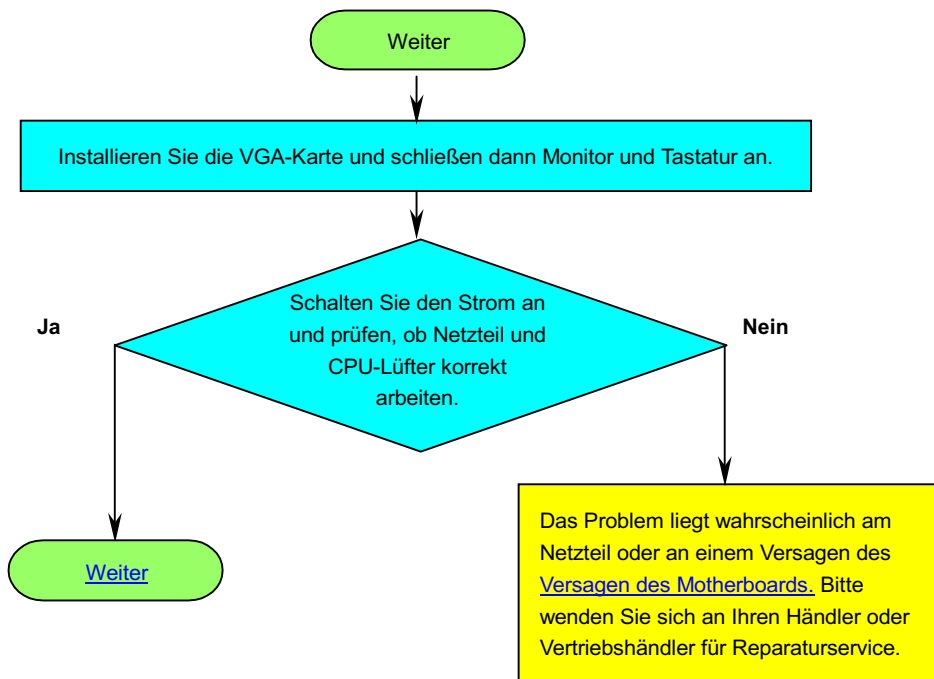 Weiter
Installieren Sie die VGA-Karte und schließen dann Monitor und Tastatur an.
Schalten Sie den Strom an
und prüfen, ob Netzteil und
CPU-Lüfter korrekt
arbeiten.
Ja
Nein
Weiter
Das Problem liegt wahrscheinlich am
Netzteil oder an einem Versagen des
Versagen des Motherboards. Bitte
wenden Sie sich an Ihren Händler oder
Vertriebshändler für Reparaturservice.